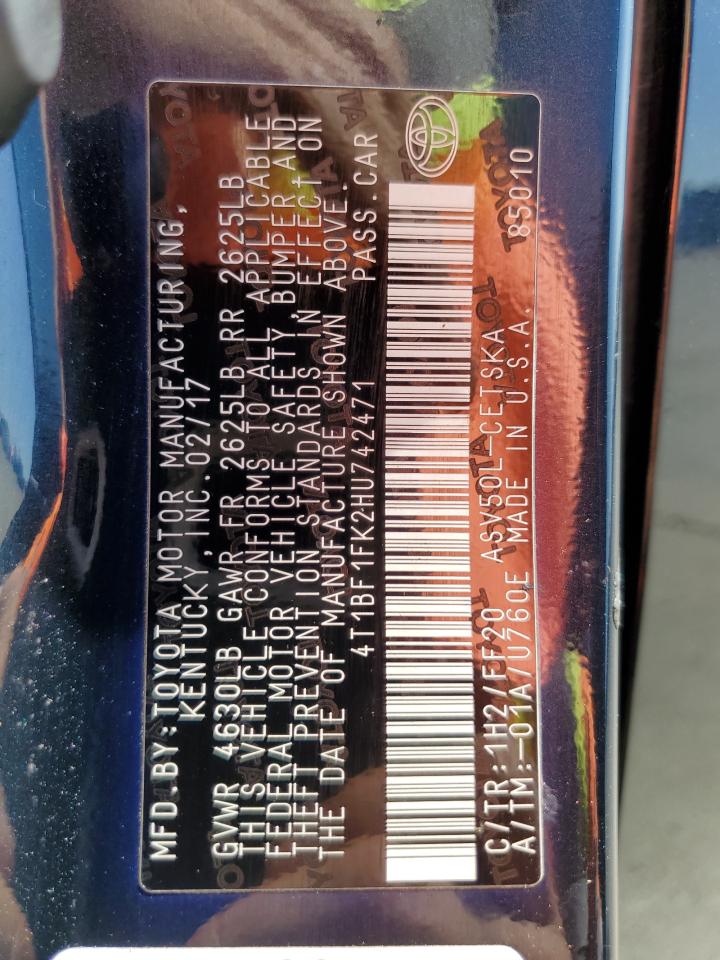 MFD.BY:TOYOTA MOTOR MANUFACTURING,
KENTUCKY, INC.02/17
GVWR 4630LB GAWR FR 2625LB RR 2625LB
THIS VEHICLE CONFORMS TO ALL APPLICABLE
FEDERAL MOTOR VEHICLE SAFETY,BUMPER AND
THEFT PREVENTION STANDARDS IN EFFECT ON
THE DATE OF MANUFACTURE SHOWN ABOVE.
4T1BF1FK2HU742471 PASS.CAR
C/TR:1H2/FF20 ASV50L-CETSKA
A/TM:-01A/U760E MADE IN U.S.A. 85010